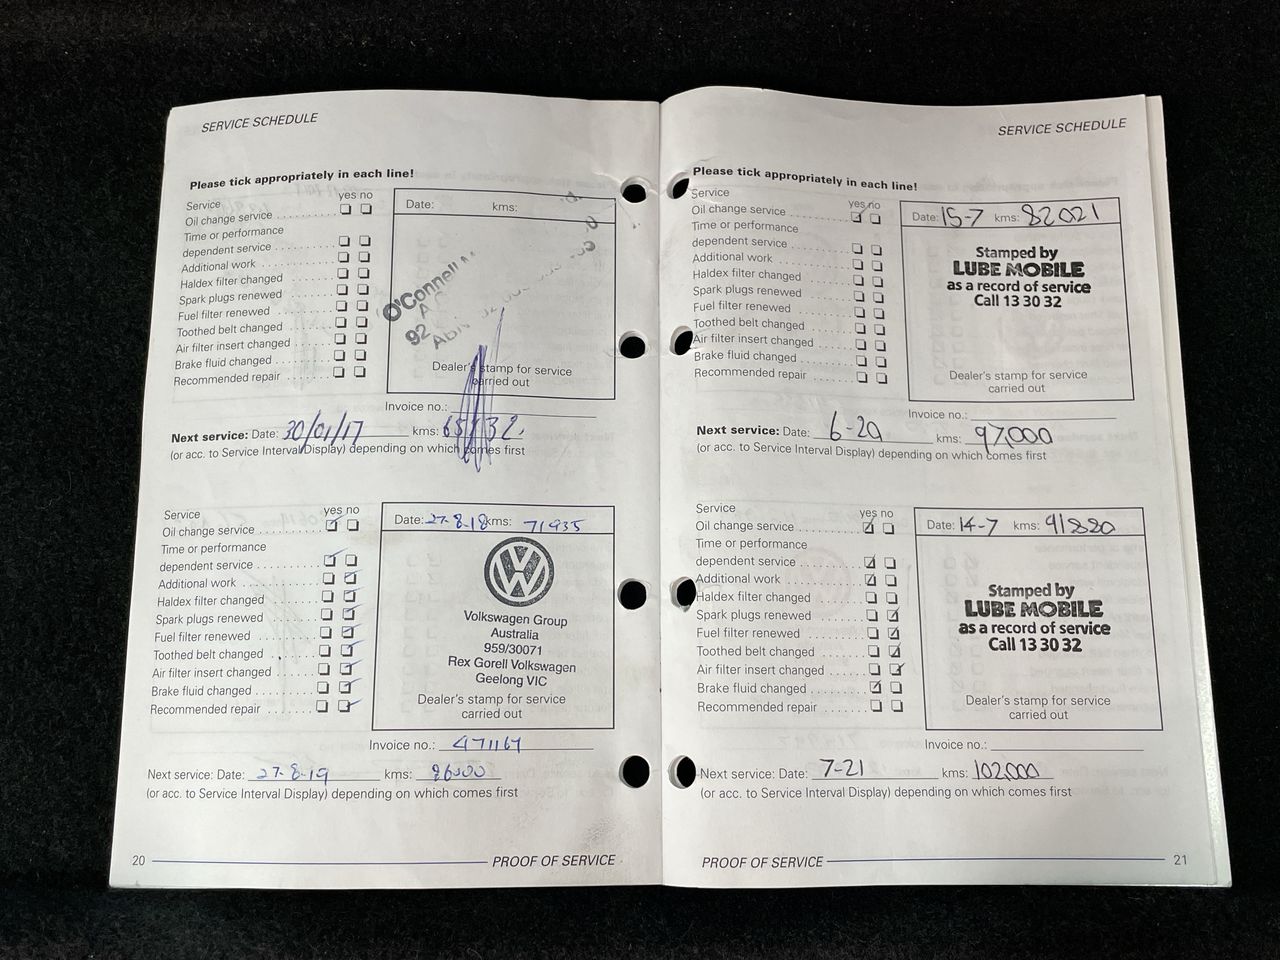 SERVICE SCHEDULE
Please tick appropriately in each line!
Service yes no
Oil change service
Time or performance
dependent service
Additional work
Haldex filter changed
Spark plugs renewed
Fuel filter renewed
Toothed belt changed
Air filter insert changed
Brake fluid changed
Recommended repair
Date: kms:
O'Connell
92
Dealer's stamp for service
carried out
Invoice no.:
Next service: Date: 30/01/17 kms: 65132
(or acc. to Service Interval Display) depending on which comes first
Service yes no
Oil change service
Time or performance
dependent service
Additional work
Haldex filter changed
Spark plugs renewed
Fuel filter renewed
Toothed belt changed
Air filter insert changed
Brake fluid changed
Recommended repair
Date: 27-8-18 kms: 71935
Volkswagen Group
Australia
959/30071
Rex Gorell Volkswagen
Geelong VIC
Dealer's stamp for service
carried out
Invoice no.: 471167
Next service: Date: 27-8-19 kms: 86000
(or acc. to Service Interval Display) depending on which comes first
20 PROOF OF SERVICE
SERVICE SCHEDULE
Please tick appropriately in each line!
Service yes no
Oil change service
Time or performance
dependent service
Additional work
Haldex filter changed
Spark plugs renewed
Fuel filter renewed
Toothed belt changed
Air filter insert changed
Brake fluid changed
Recommended repair
Date: 15-7 kms: 82021
Stamped by
LUBE MOBILE
as a record of service
Call 13 30 32
Dealer's stamp for service
carried out
Invoice no.:
Next service: Date: 6-20 kms: 97,000
(or acc. to Service Interval Display) depending on which comes first
Service yes no
Oil change service
Time or performance
dependent service
Additional work
Haldex filter changed
Spark plugs renewed
Fuel filter renewed
Toothed belt changed
Air filter insert changed
Brake fluid changed
Recommended repair
Date: 14-7 kms: 91880
Stamped by
LUBE MOBILE
as a record of service
Call 13 30 32
Dealer's stamp for service
carried out
Invoice no.:
Next service: Date: 7-21 kms: 102,000
(or acc. to Service Interval Display) depending on which comes first
PROOF OF SERVICE 21